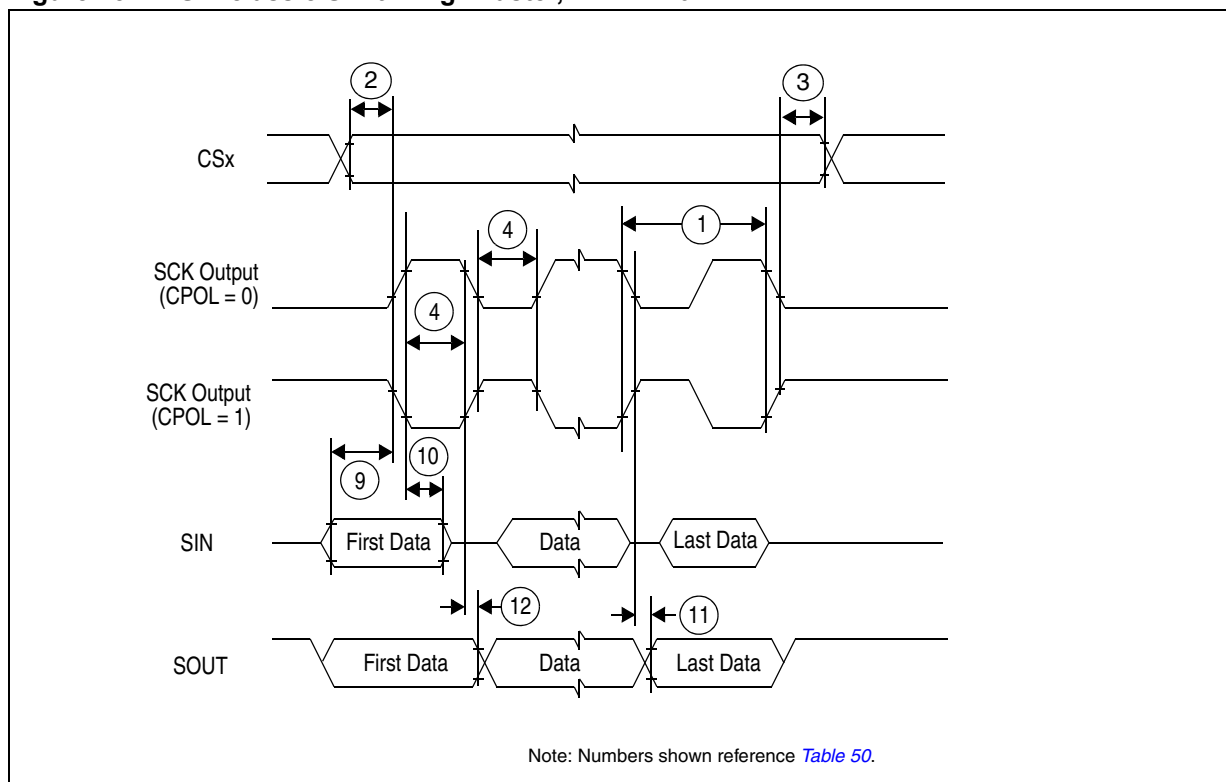 2
3
CSx
1
4
SCK Output
(CPOL = 0)
4
SCK Output
(CPOL = 1)
10
9
SIN
First Data
Data
Last Data
12
11
SOUT
First Data
Data
Last Data
Note: Numbers shown reference Table 50.